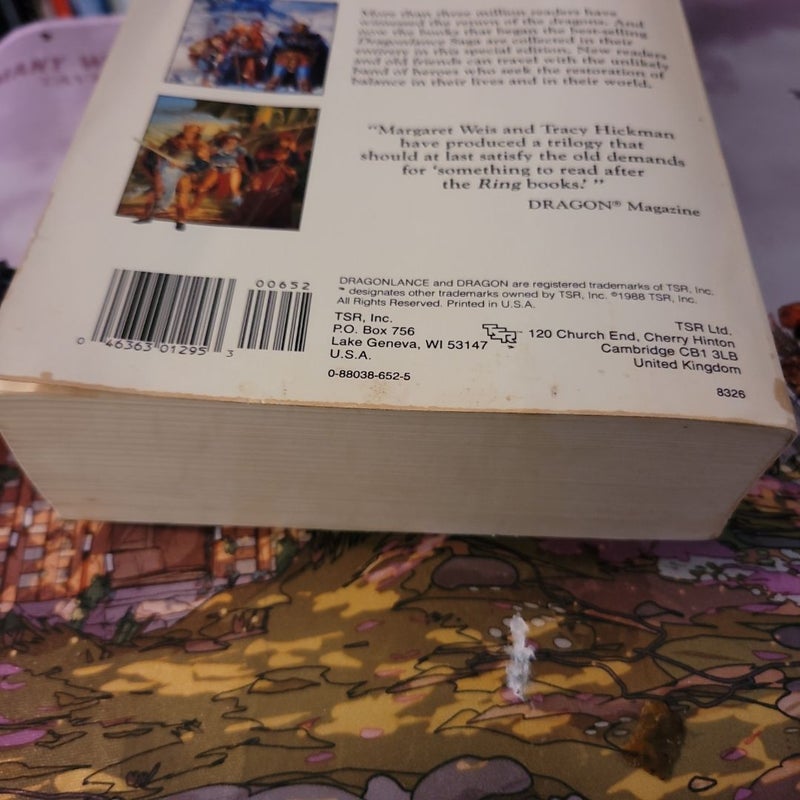 More than three million readers have
witnessed the return of the dragons. And
now the books that began the best-selling
Dragonlance Saga are collected in their
entirety in this special edition. New readers
and old friends can travel with the unlikely
band of heroes who seek the restoration of
balance in their lives and in their world.
"Margaret Weis and Tracy Hickman
have produced a trilogy that
should at last satisfy the old demands
for 'something to read after
the Ring books.' "
DRAGON® Magazine
00652
0 46363 01295 3
DRAGONLANCE and DRAGON are registered trademarks of TSR, Inc.
™ designates other trademarks owned by TSR, Inc. ©1988 TSR, Inc.
All Rights Reserved. Printed in U.S.A.
TSR, Inc.
P.O. Box 756
Lake Geneva, WI 53147
U.S.A.
TSR™
TSR Ltd.
120 Church End, Cherry Hinton
Cambridge CB1 3LB
United Kingdom
0-88038-652-5
8326